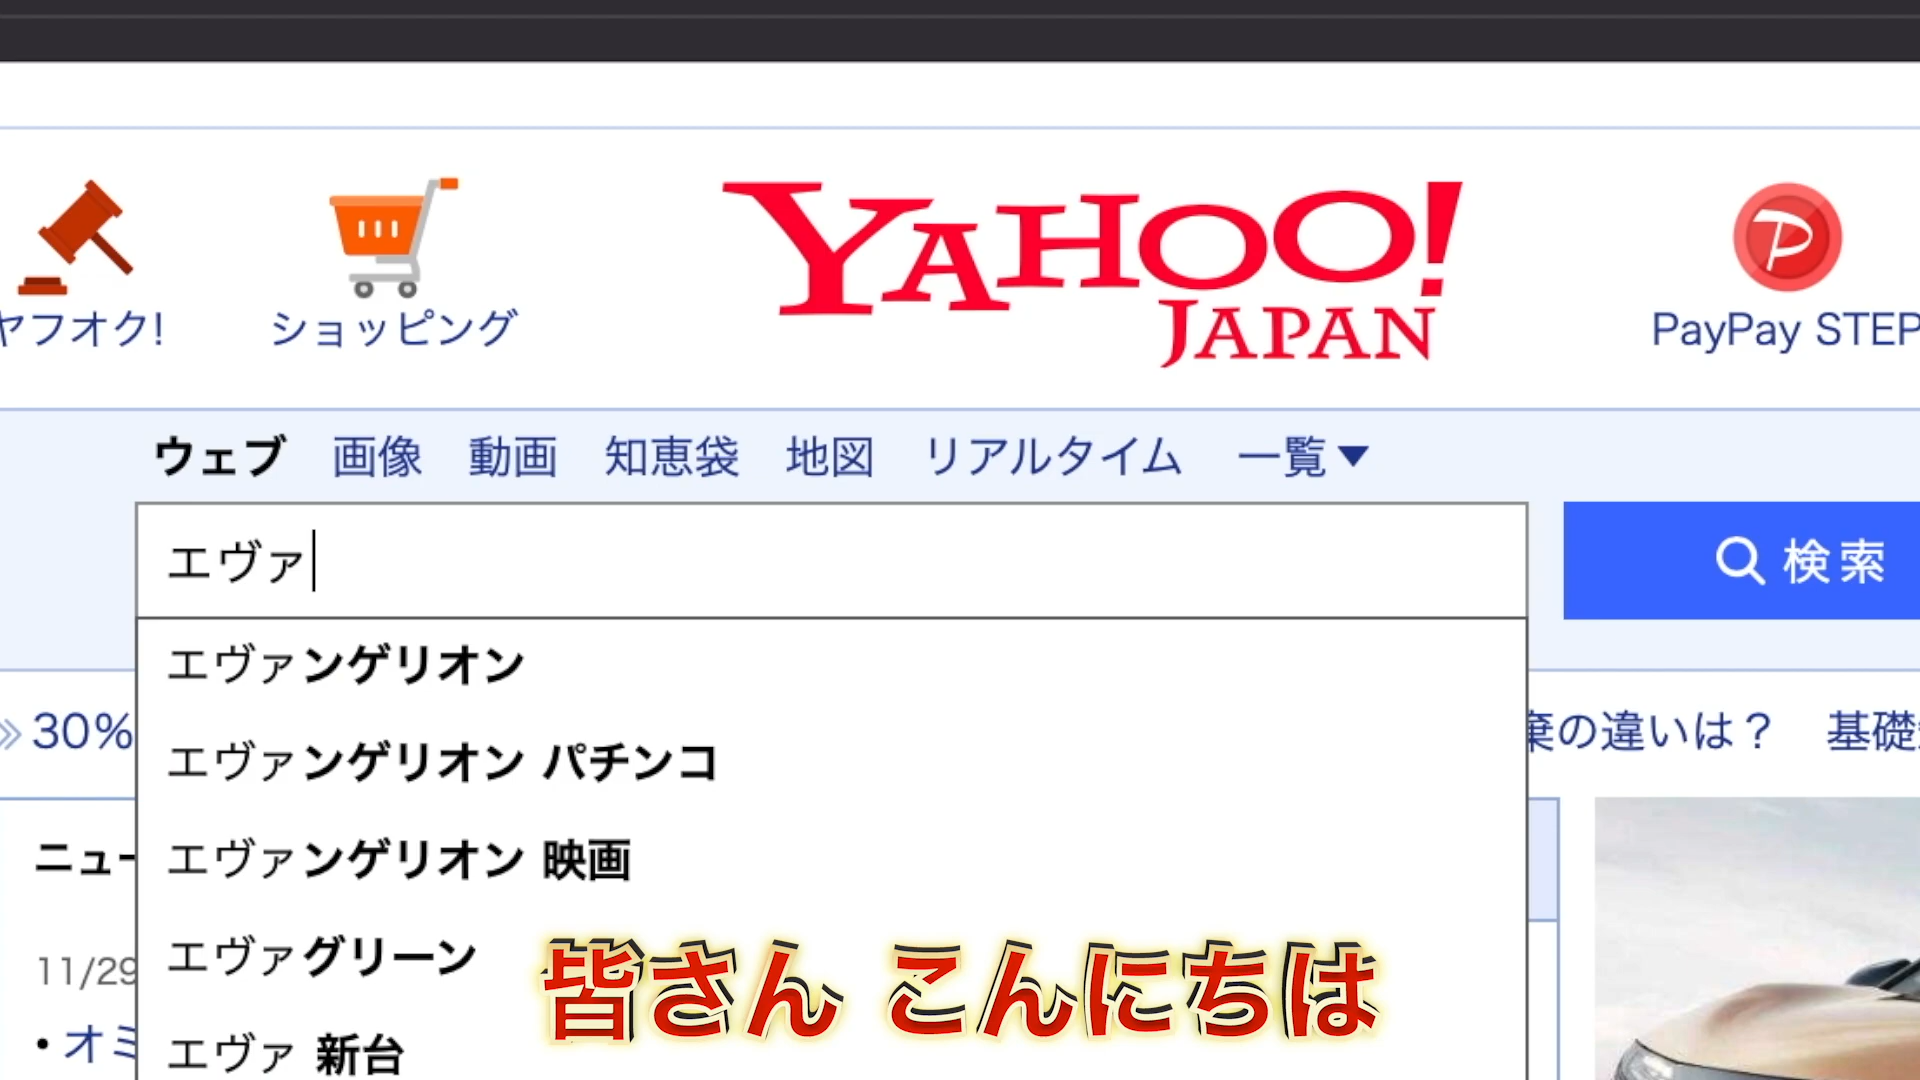 YAHOO!
JAPAN
ヤフオク!
ショッピング
PayPay STEP
ウェブ 画像 動画 知恵袋 地図 リアルタイム 一覧▼
エヴァ
検索
エヴァンゲリオン
エヴァンゲリオン パチンコ
エヴァンゲリオン 映画
エヴァグリーン
エヴァ 新台
30%
棄の違いは？ 基礎
ニュー
11/29
・オミ
皆さん こんにちは